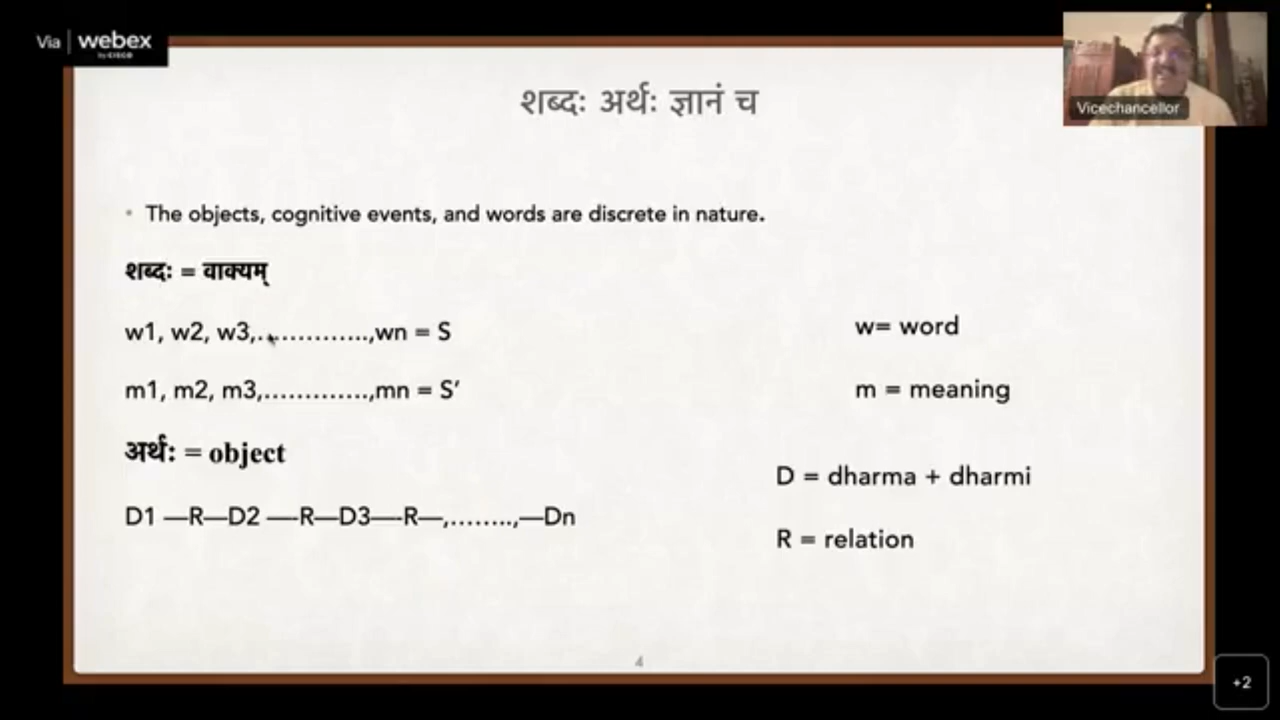 Via webex
by CISCO
Vicechancellor
शब्दः अर्थः ज्ञानं च
• The objects, cognitive events, and words are discrete in nature.
शब्दः = वाक्यम्
w1, w2, w3,.............,wn = S
w= word
m1, m2, m3,.............,mn = S'
m = meaning
अर्थः = object
D = dharma + dharmi
D1 —R—D2 —-R—D3—-R—,........,—Dn
R = relation
4
+2